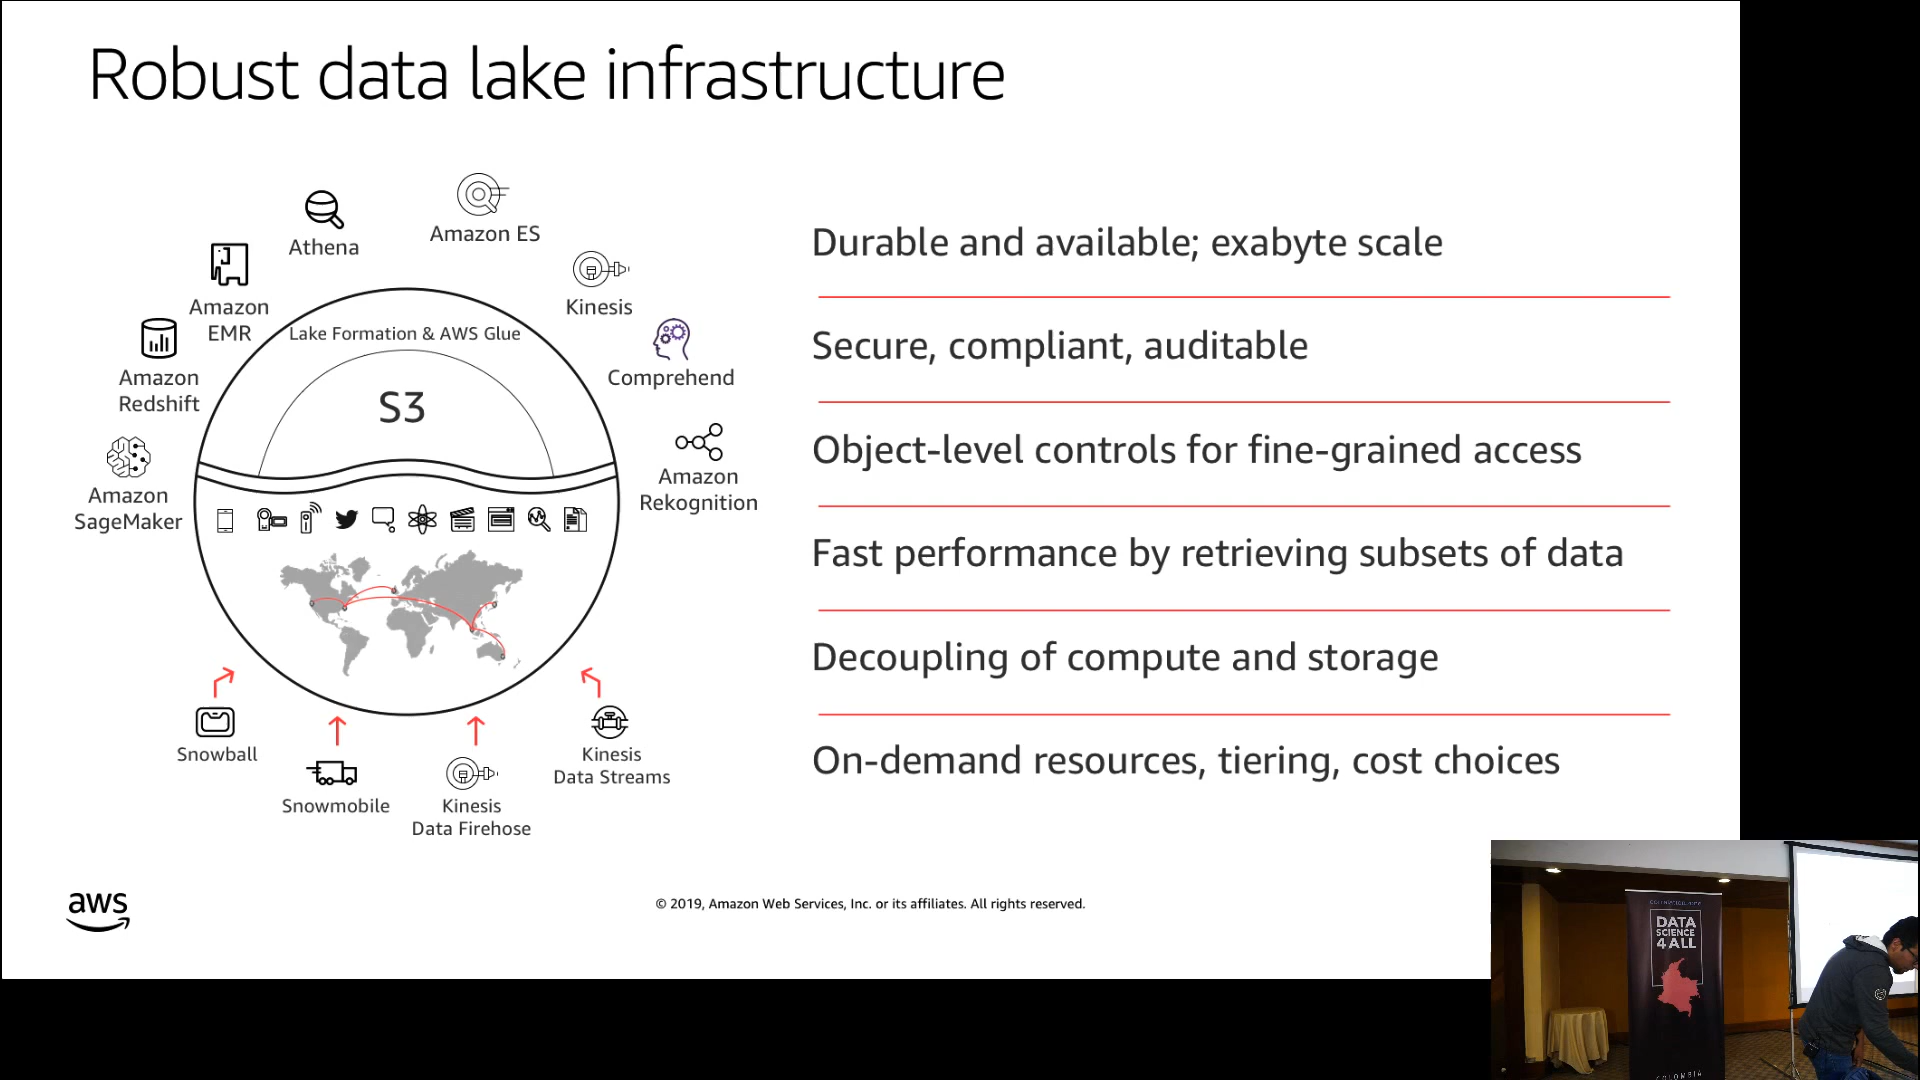 Robust data lake infrastructure
Athena
Amazon ES
Amazon
EMR
Kinesis
Lake Formation & AWS Glue
Amazon
Redshift
Comprehend
S3
Amazon
SageMaker
Amazon
Rekognition
Snowball
Snowmobile
Kinesis
Data Firehose
Kinesis
Data Streams
Durable and available; exabyte scale
Secure, compliant, auditable
Object-level controls for fine-grained access
Fast performance by retrieving subsets of data
Decoupling of compute and storage
On-demand resources, tiering, cost choices
aws
© 2019, Amazon Web Services, Inc. or its affiliates. All rights reserved.
DATA
SCIENCE
4 ALL
COLOMBIA